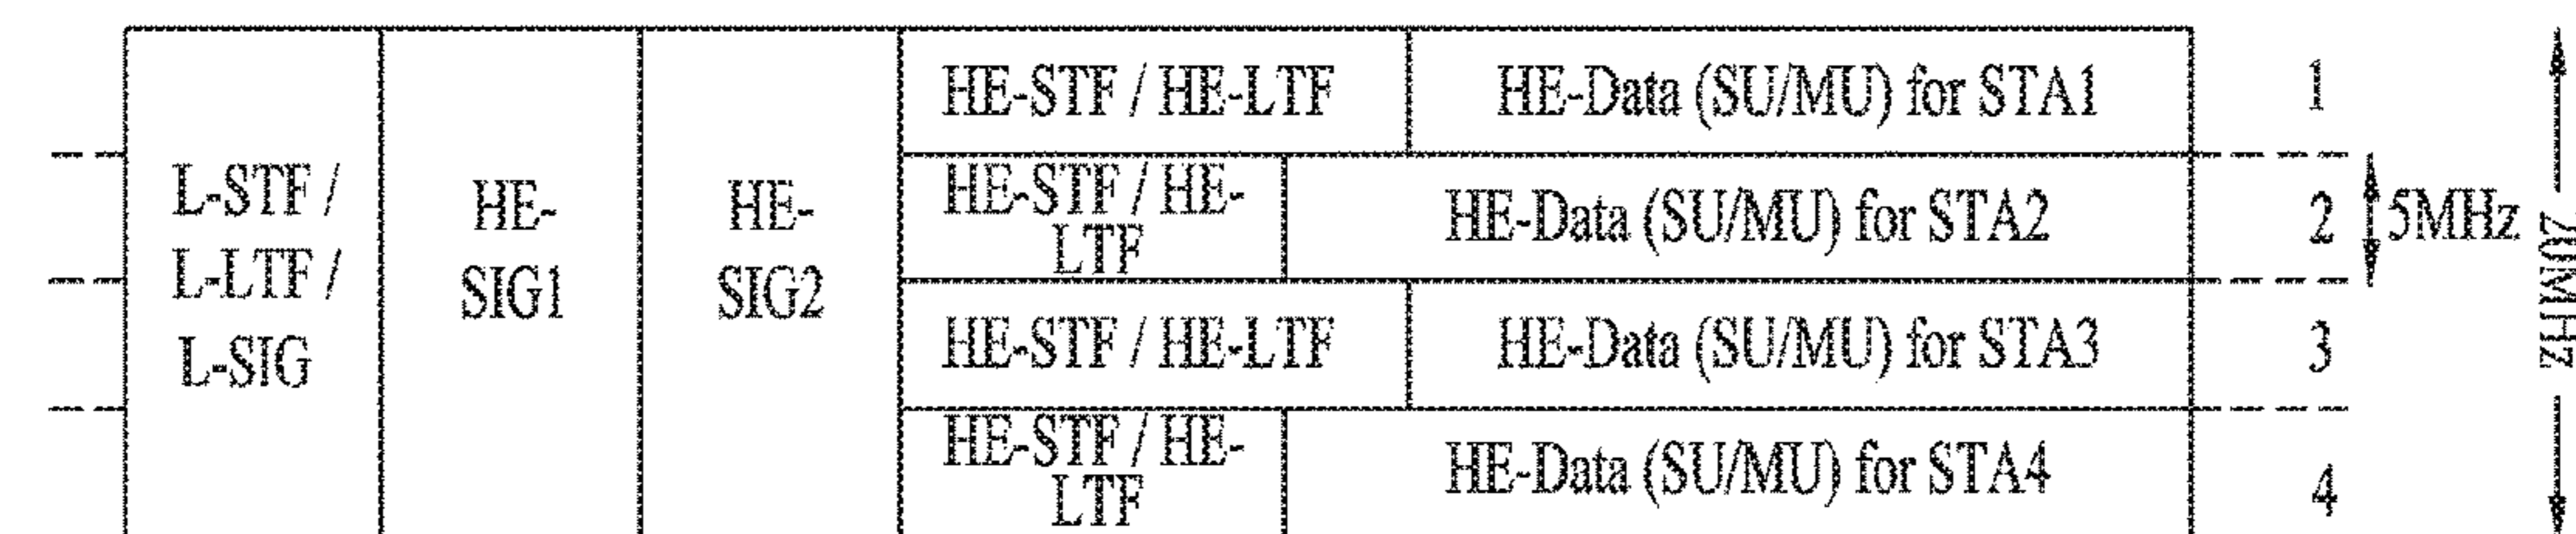 L-STF /
L-LTF /
L-SIG
HE-
SIG1
HE-
SIG2
HE-STF / HE-LTF
HE-Data (SU/MU) for STA1
1
HE-STF / HE-
LTF
HE-Data (SU/MU) for STA2
2
5MHz
20MHz
HE-STF / HE-LTF
HE-Data (SU/MU) for STA3
3
HE-STF / HE-
LTF
HE-Data (SU/MU) for STA4
4